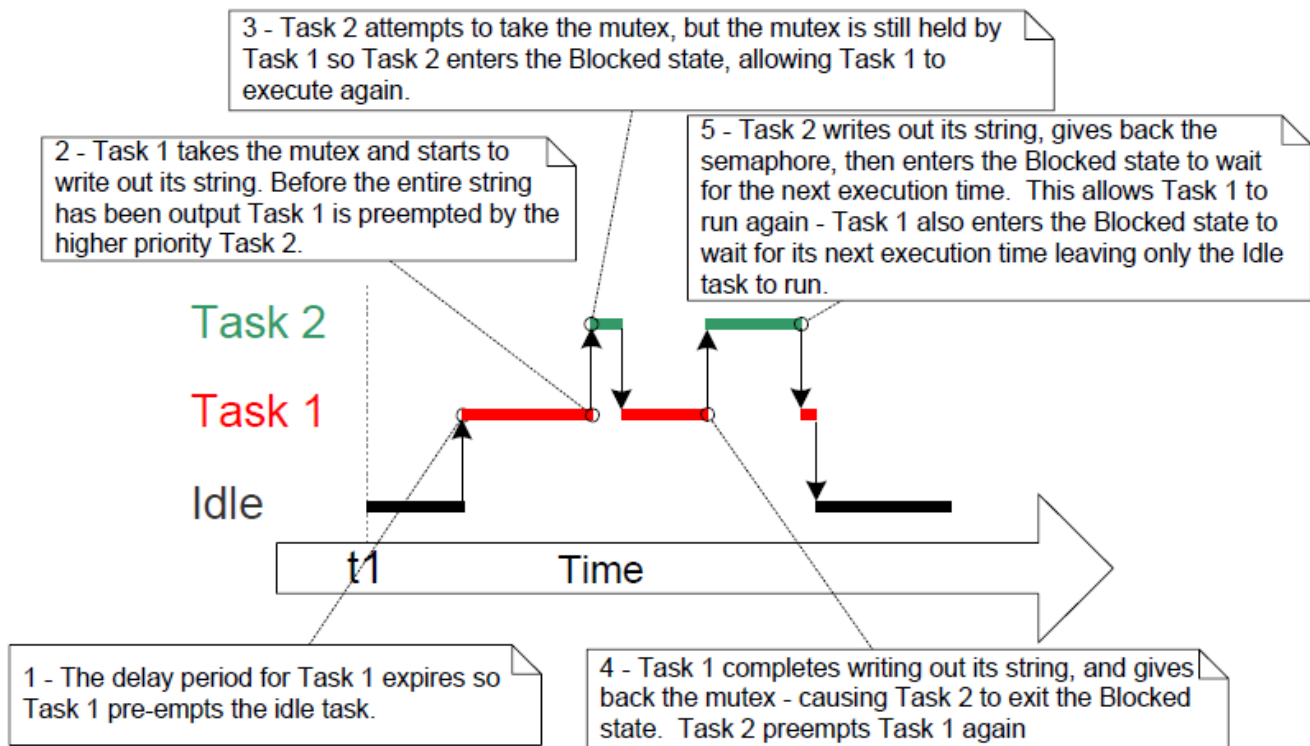 3 - Task 2 attempts to take the mutex, but the mutex is still held by
Task 1 so Task 2 enters the Blocked state, allowing Task 1 to
execute again.
2 - Task 1 takes the mutex and starts to
write out its string. Before the entire string
has been output Task 1 is preempted by the
higher priority Task 2.
5 - Task 2 writes out its string, gives back the
semaphore, then enters the Blocked state to wait
for the next execution time. This allows Task 1 to
run again - Task 1 also enters the Blocked state to
wait for its next execution time leaving only the Idle
task to run.
Task 2
Task 1
Idle
t1
Time
1 - The delay period for Task 1 expires so
Task 1 pre-empts the idle task.
4 - Task 1 completes writing out its string, and gives
back the mutex - causing Task 2 to exit the Blocked
state. Task 2 preempts Task 1 again